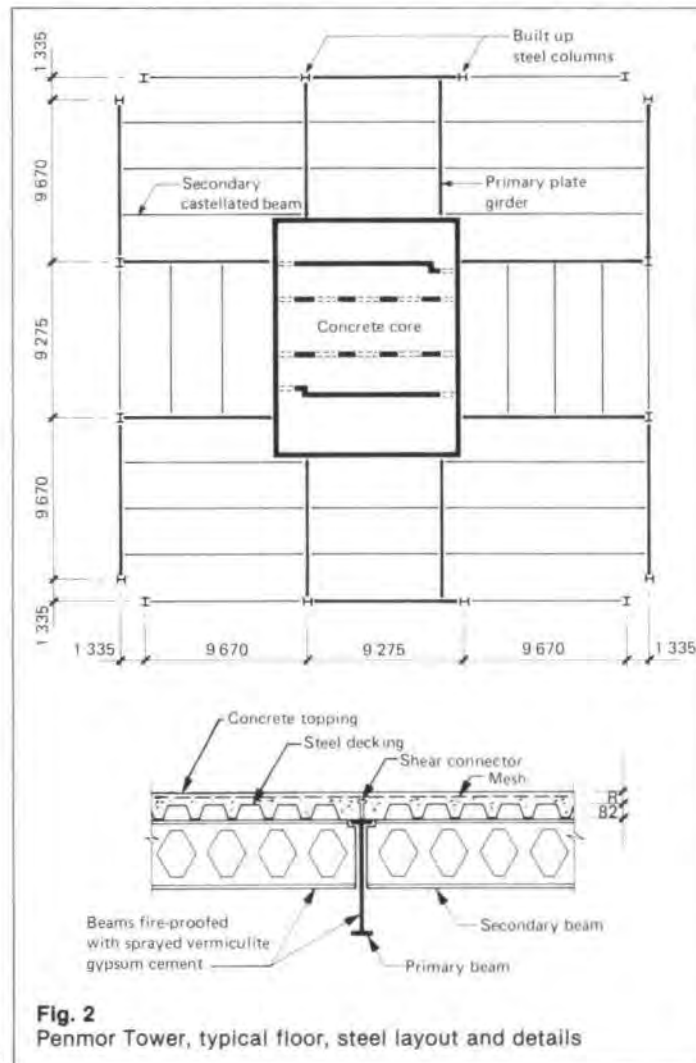 1 335
Built up
steel columns
9 670
Secondary
castellated beam
Primary plate
girder
9 275
Concrete core
9 670
1 335
1 335
9 670
9 275
9 670
1 335
Concrete topping
Steel decking
Shear connector
Mesh
82
Beams fire-proofed
with sprayed vermiculite
gypsum cement
Secondary beam
Primary beam
Fig. 2
Penmor Tower, typical floor, steel layout and details